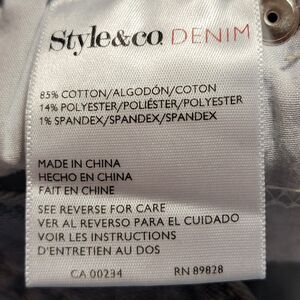 Style&co. DENIM
85% COTTON/ALGODÓN/COTON
14% POLYESTER/POLIÉSTER/POLYESTER
1% SPANDEX/SPANDEX/SPANDEX
MADE IN CHINA
HECHO EN CHINA
FAIT EN CHINE
SEE REVERSE FOR CARE
VER AL REVERSO PARA EL CUIDADO
VOIR LES INSTRUCTIONS
D'ENTRETIEN AU DOS
CA 00234 RN 89828